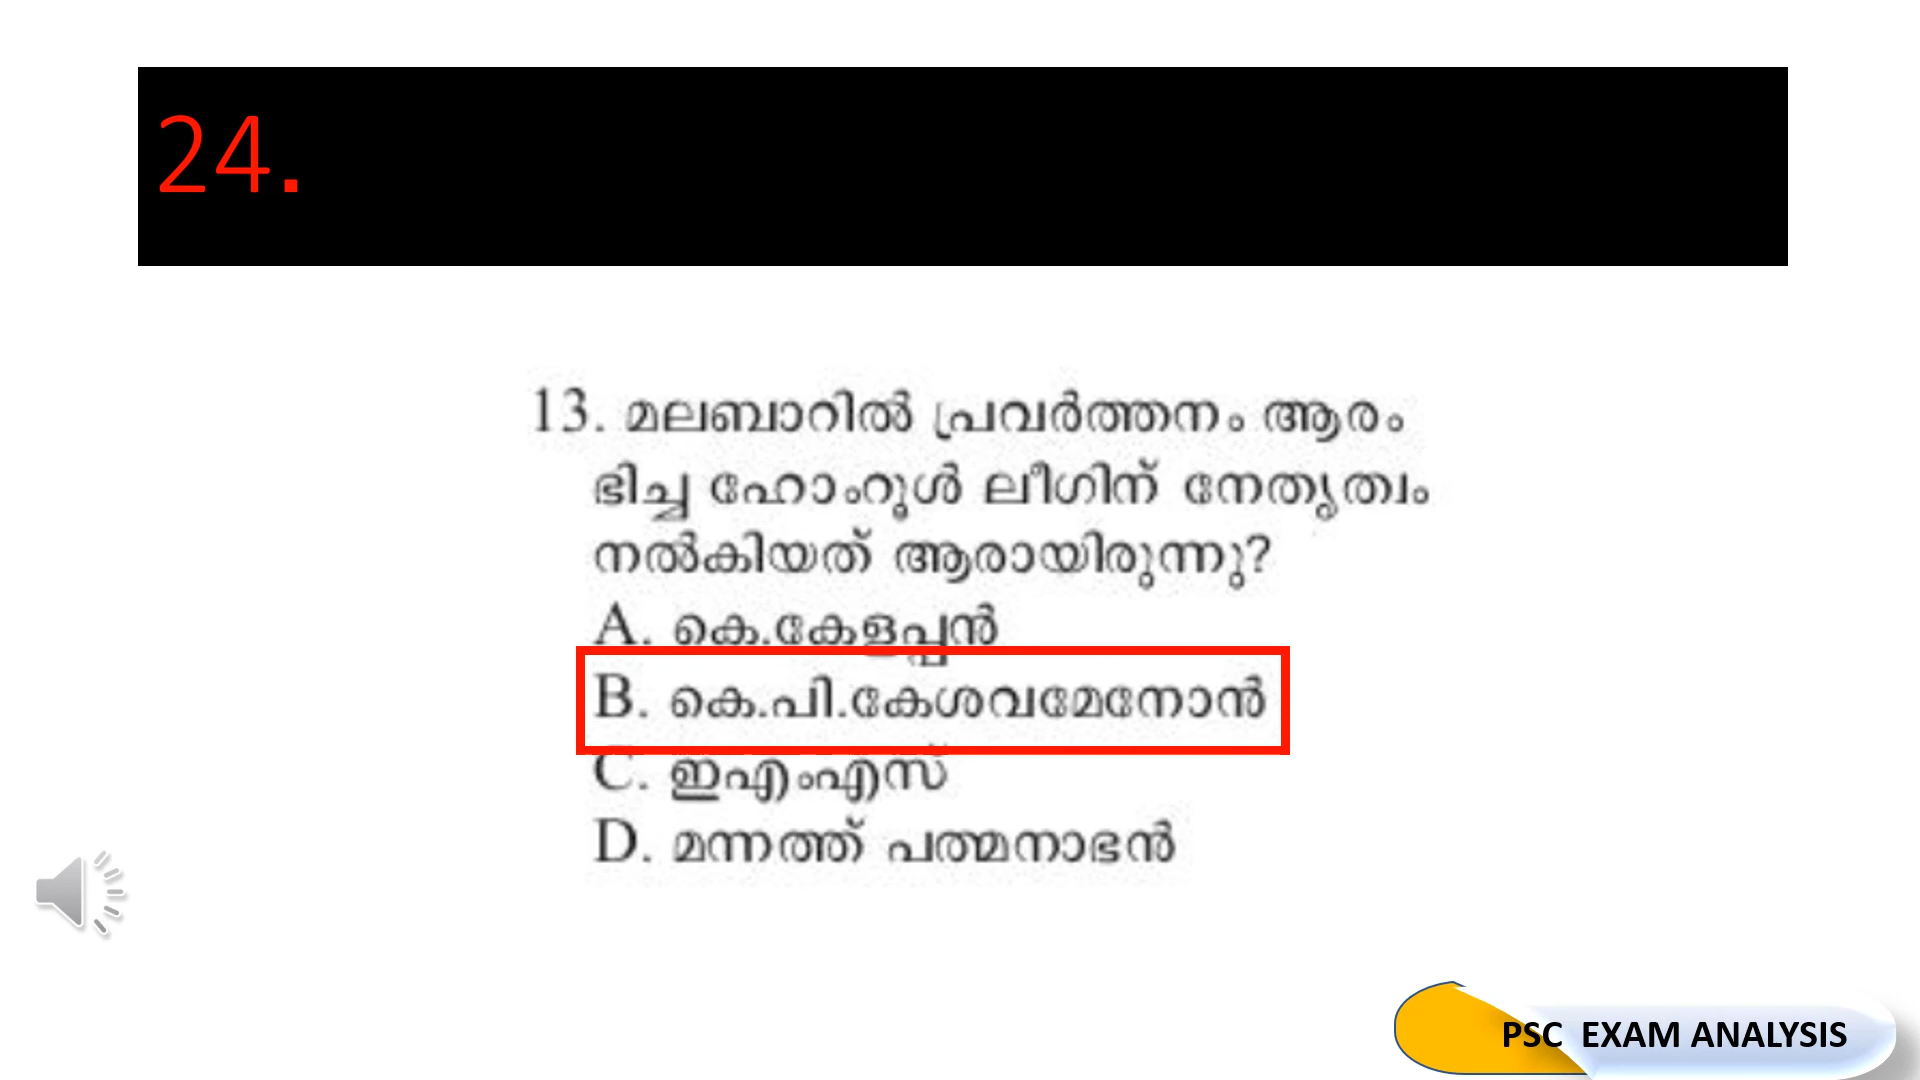 24.
13. മലബാറിൽ പ്രവർത്തനം ആരം
ഭിച്ച ഹോംറൂൾ ലീഗിന് നേതൃത്വം
നൽകിയത് ആരായിരുന്നു?
A. കെ.കേളപ്പൻ
B. കെ.പി.കേശവമേനോൻ
C. ഇഎംഎസ്
D. മന്നത്ത് പത്മനാഭൻ
PSC EXAM ANALYSIS